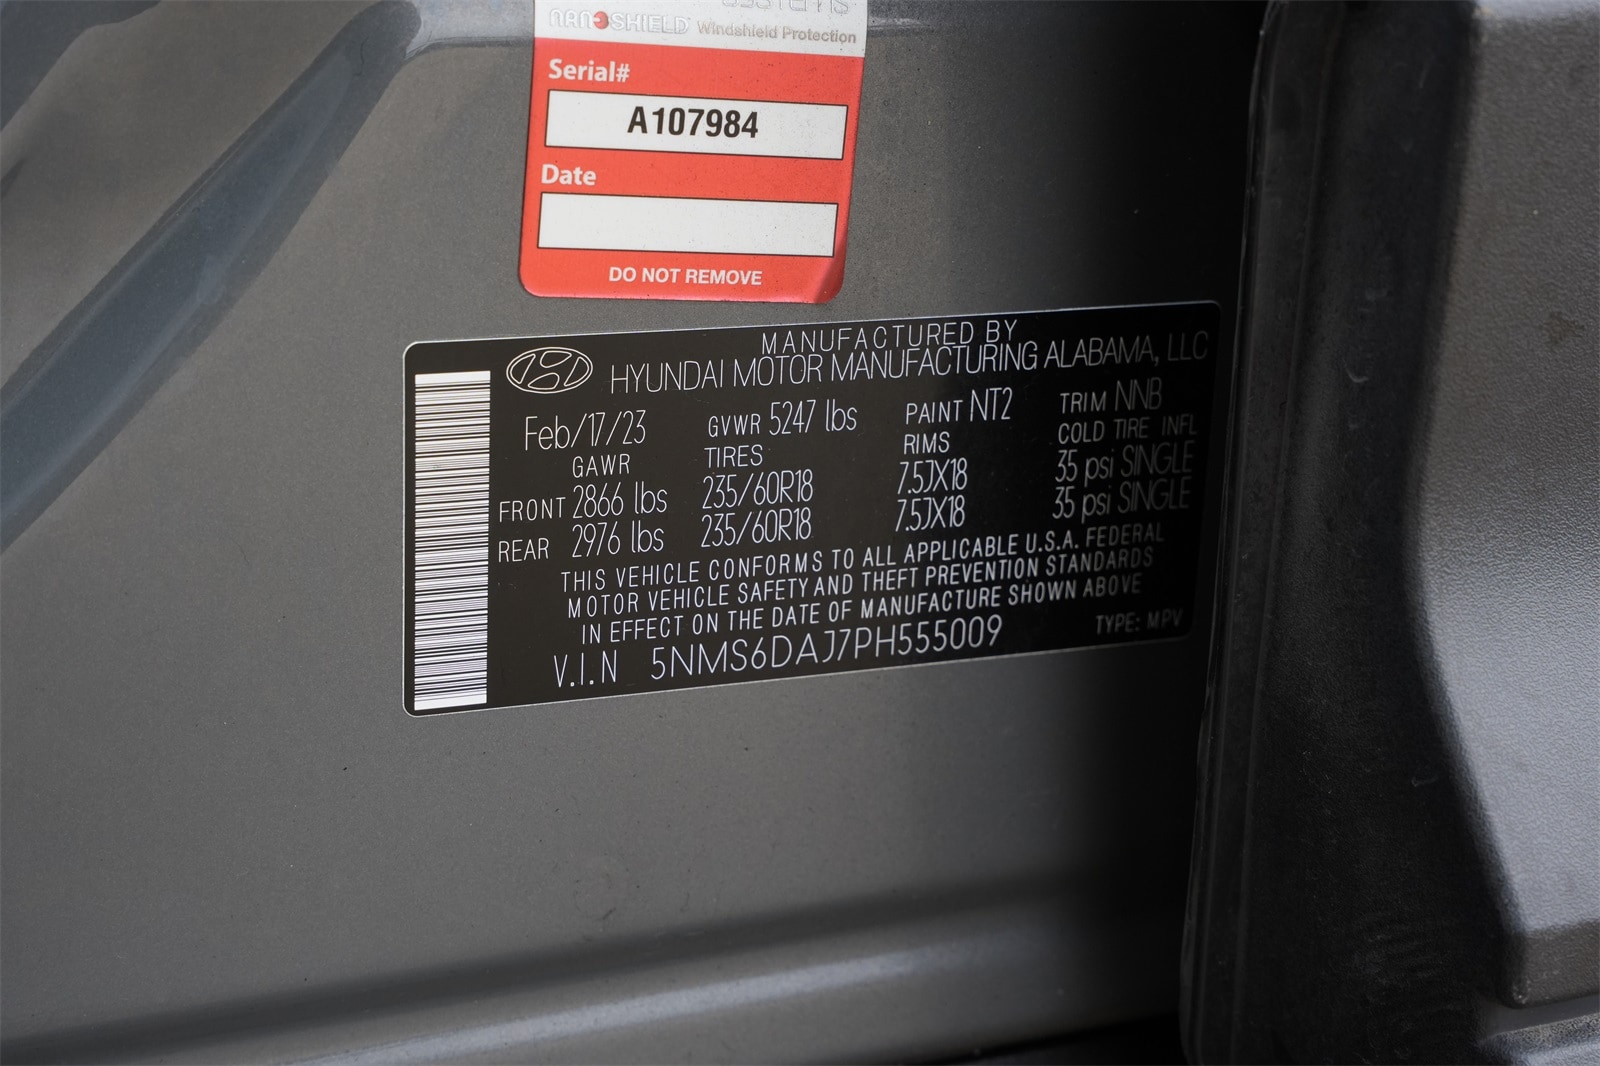 SYSTEMS
NANOSHIELD Windshield Protection
Serial#
A107984
Date
DO NOT REMOVE
MANUFACTURED BY
HYUNDAI MOTOR MANUFACTURING ALABAMA, LLC
Feb/17/23 GVWR 5247 lbs PAINT NT2 TRIM NNB
GAWR TIRES RIMS COLD TIRE INFL
FRONT 2866 lbs 235/60R18 7.5JX18 35 psi SINGLE
REAR 2976 lbs 235/60R18 7.5JX18 35 psi SINGLE
THIS VEHICLE CONFORMS TO ALL APPLICABLE U.S.A. FEDERAL
MOTOR VEHICLE SAFETY AND THEFT PREVENTION STANDARDS
IN EFFECT ON THE DATE OF MANUFACTURE SHOWN ABOVE
V.I.N 5NMS6DAJ7PH555009 TYPE: MPV